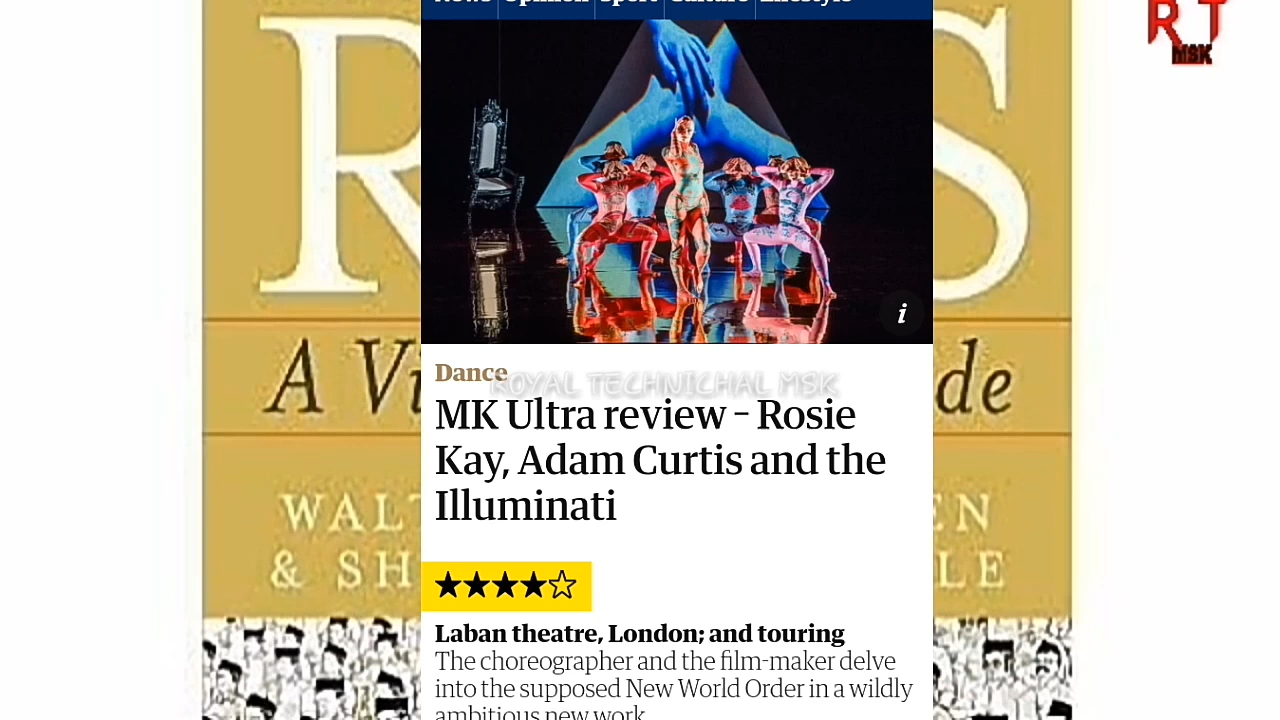 News Opinion Sport Culture Lifestyle
R T
MSK
R S
i
A Vi de
Dance
ROYAL TECHNICHAL MSK
MK Ultra review – Rosie
Kay, Adam Curtis and the
Illuminati
WALT EN
& SH LE
★★★★☆
Laban theatre, London; and touring
The choreographer and the film-maker delve
into the supposed New World Order in a wildly
ambitious new work